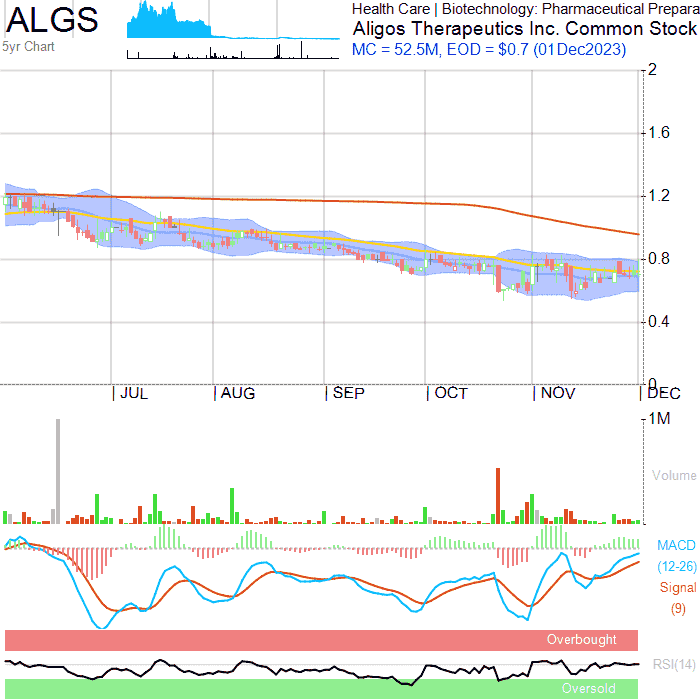 ALGS
5yr Chart
Health Care | Biotechnology: Pharmaceutical Prepara
Aligos Therapeutics Inc. Common Stock
MC = 52.5M, EOD = $0.7 (01Dec2023)
2
1.6
1.2
0.8
0.4
0
JUL AUG SEP OCT NOV DEC
1M
Volume
MACD
(12-26)
Signal
(9)
Overbought
RSI(14)
Oversold